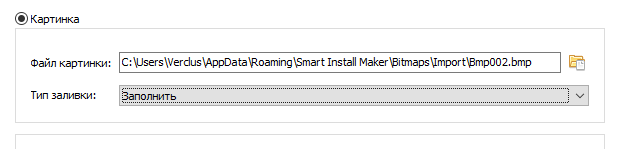 Картинка
Файл картинки: C:\Users\Verclus\AppData\Roaming\Smart Install Maker\Bitmaps\Import\Bmp002.bmp
Тип заливки: Заполнить